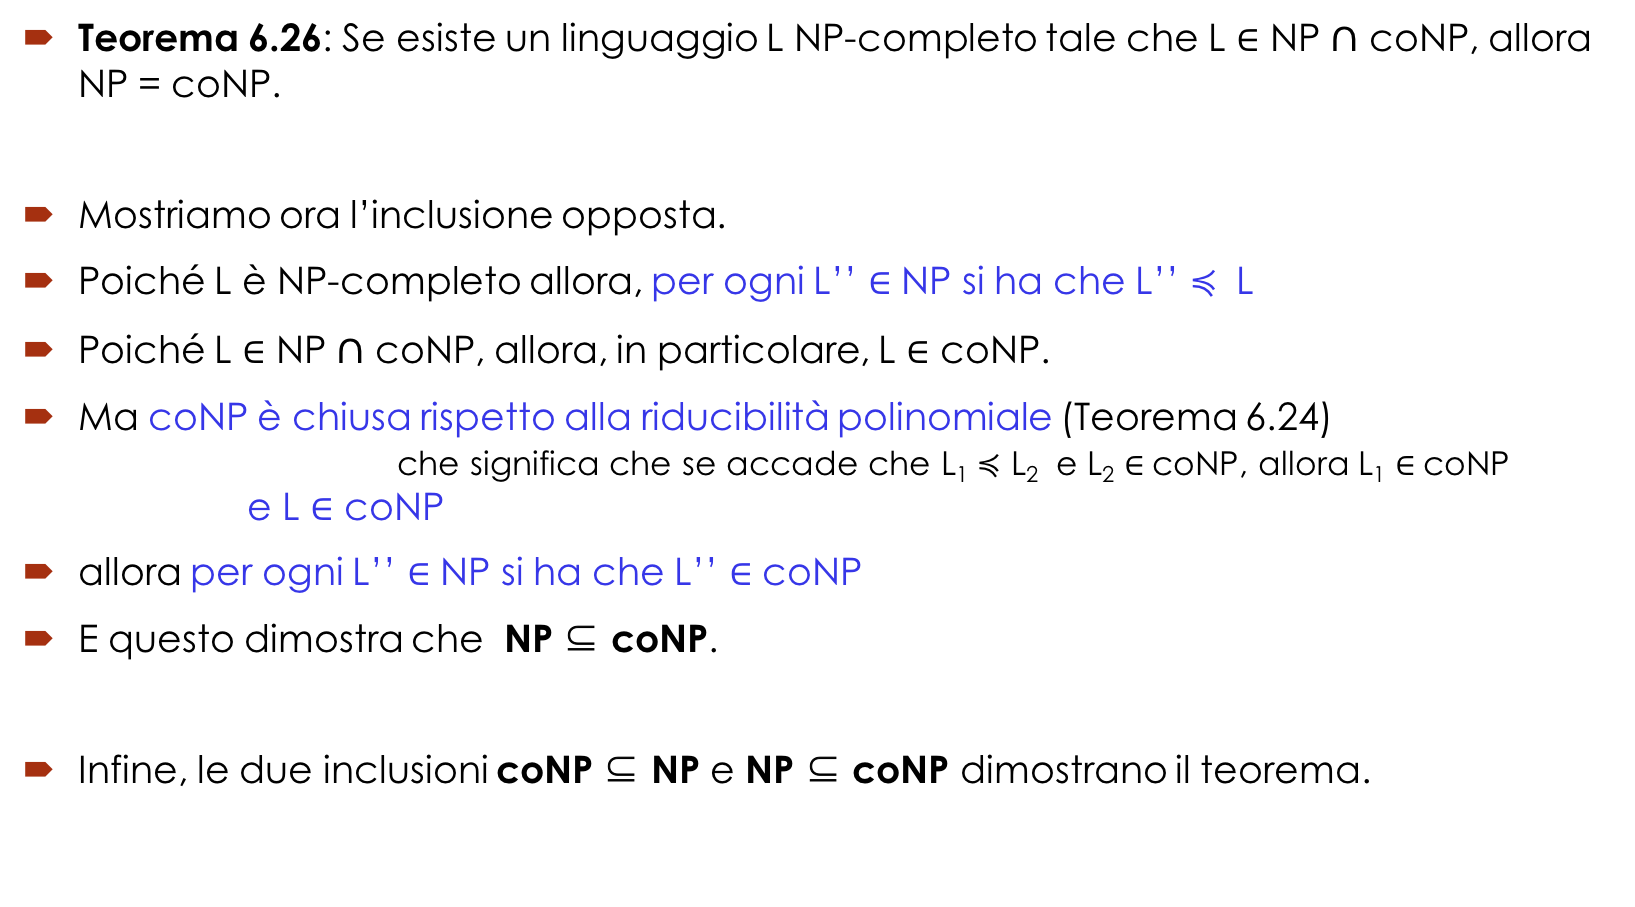 Teorema 6.26: Se esiste un linguaggio L NP-completo tale che L ∈ NP ∩ coNP, allora
NP = coNP.
Mostriamo ora l’inclusione opposta.
Poiché L è NP-completo allora, per ogni L’’ ∈ NP si ha che L’’ ≼ L
Poiché L ∈ NP ∩ coNP, allora, in particolare, L ∈ coNP.
Ma coNP è chiusa rispetto alla riducibilità polinomiale (Teorema 6.24)
che significa che se accade che L₁ ≼ L₂ e L₂ ∈ coNP, allora L₁ ∈ coNP
e L ∈ coNP
allora per ogni L’’ ∈ NP si ha che L’’ ∈ coNP
E questo dimostra che NP ⊆ coNP.
Infine, le due inclusioni coNP ⊆ NP e NP ⊆ coNP dimostrano il teorema.